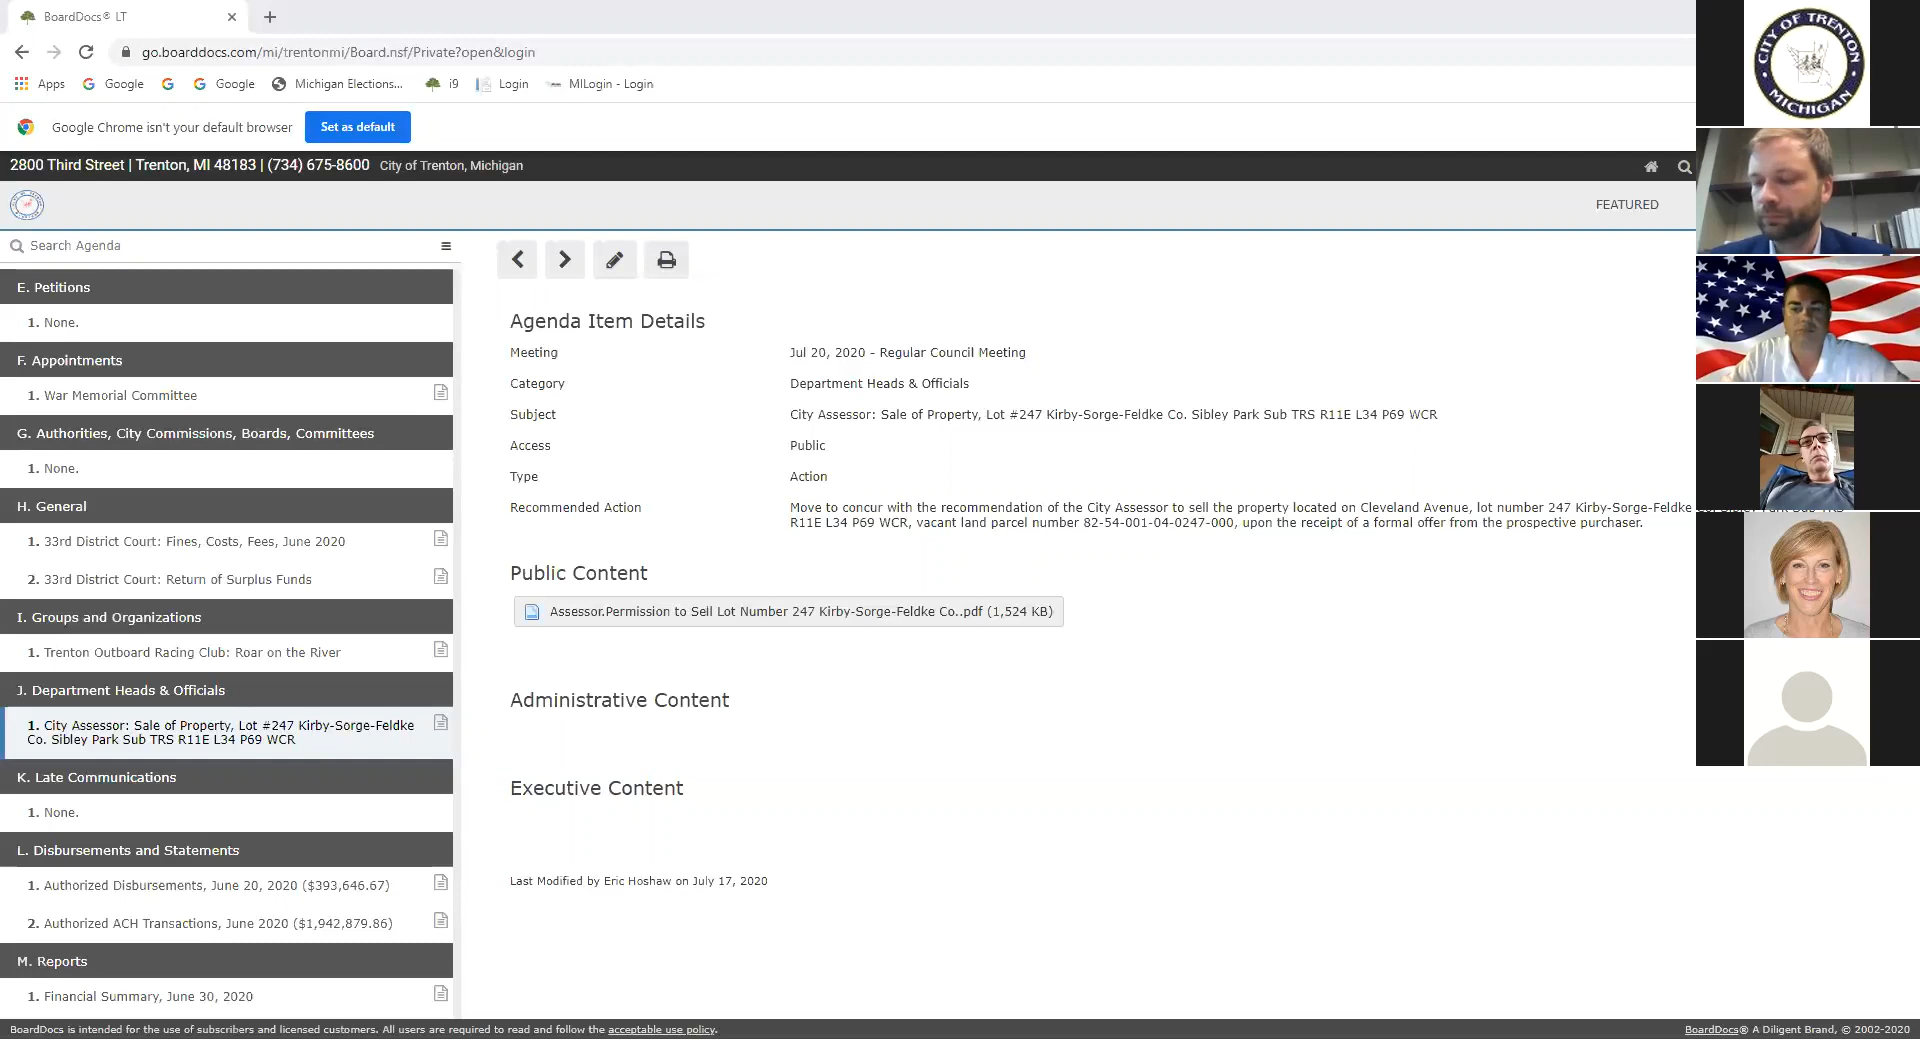 BoardDocs® LT
go.boarddocs.com/mi/trentonmi/Board.nsf/Private?open&login
Apps Google Google Michigan Elections... i9 Login MILogin - Login
Google Chrome isn't your default browser Set as default
2800 Third Street | Trenton, MI 48183 | (734) 675-8600 City of Trenton, Michigan
FEATURED
Search Agenda
E. Petitions
1. None.
F. Appointments
1. War Memorial Committee
G. Authorities, City Commissions, Boards, Committees
1. None.
H. General
1. 33rd District Court: Fines, Costs, Fees, June 2020
2. 33rd District Court: Return of Surplus Funds
I. Groups and Organizations
1. Trenton Outboard Racing Club: Roar on the River
J. Department Heads & Officials
1. City Assessor: Sale of Property, Lot #247 Kirby-Sorge-Feldke
Co. Sibley Park Sub TRS R11E L34 P69 WCR
K. Late Communications
1. None.
L. Disbursements and Statements
1. Authorized Disbursements, June 20, 2020 ($393,646.67)
2. Authorized ACH Transactions, June 2020 ($1,942,879.86)
M. Reports
1. Financial Summary, June 30, 2020
Agenda Item Details
Meeting Jul 20, 2020 - Regular Council Meeting
Category Department Heads & Officials
Subject City Assessor: Sale of Property, Lot #247 Kirby-Sorge-Feldke Co. Sibley Park Sub TRS R11E L34 P69 WCR
Access Public
Type Action
Recommended Action Move to concur with the recommendation of the City Assessor to sell the property located on Cleveland Avenue, lot number 247 Kirby-Sorge-Feldke
R11E L34 P69 WCR, vacant land parcel number 82-54-001-04-0247-000, upon the receipt of a formal offer from the prospective purchaser.
Public Content
Assessor.Permission to Sell Lot Number 247 Kirby-Sorge-Feldke Co..pdf (1,524 KB)
Administrative Content
Executive Content
Last Modified by Eric Hoshaw on July 17, 2020
CITY OF TRENTON
MICHIGAN
BoardDocs is intended for the use of subscribers and licensed customers. All users are required to read and follow the acceptable use policy.
BoardDocs® A Diligent Brand, © 2002-2020